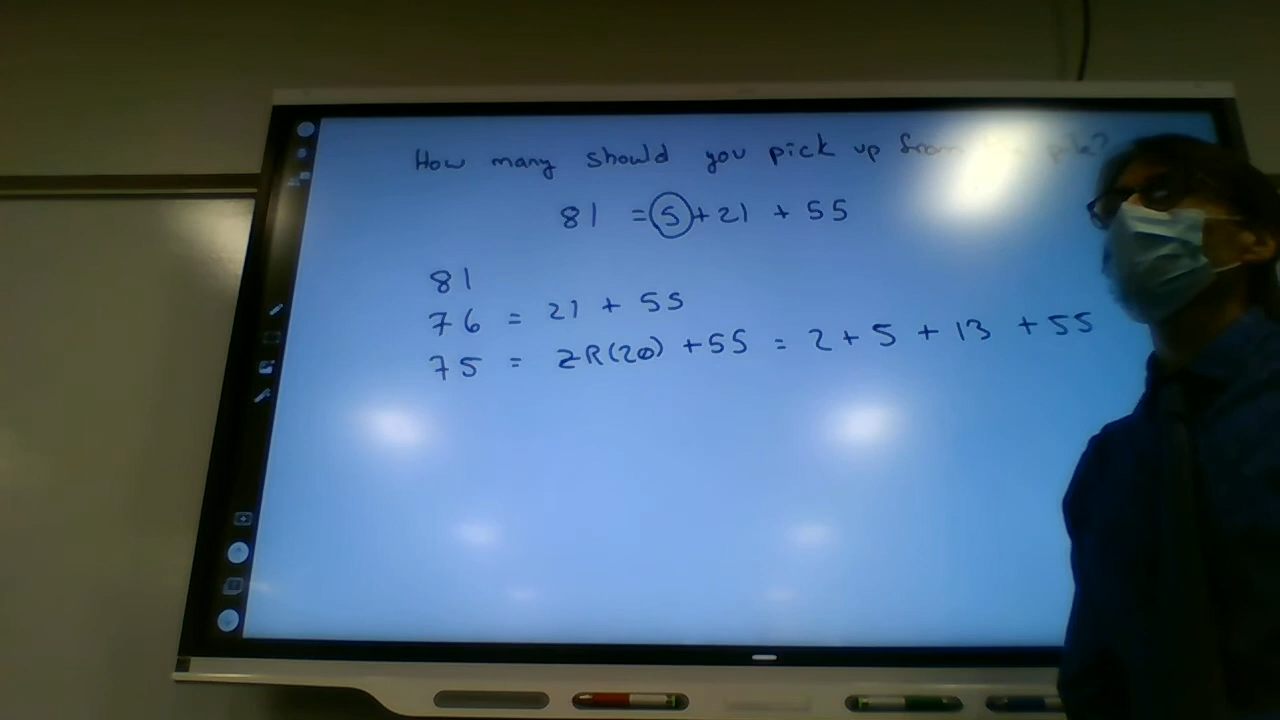 How many should you pick up from pile?
81 = 5 + 21 + 55
81
76 = 21 + 55
75 = ZR(20) + 55 = 2 + 5 + 13 + 55